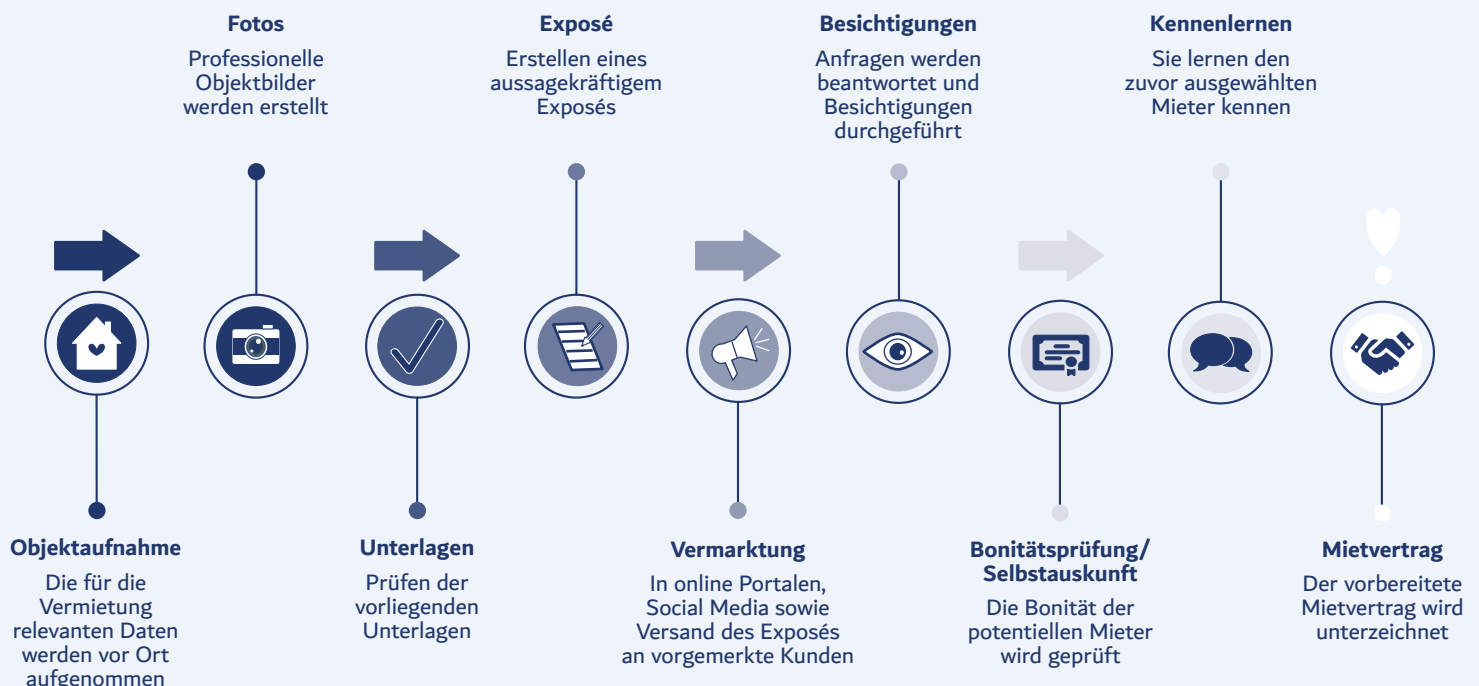 Fotos
Professionelle
Objektbilder
werden erstellt
Exposé
Erstellen eines
aussagekräftigem
Exposés
Besichtigungen
Anfragen werden
beantwortet und
Besichtigungen
durchgeführt
Kennenlernen
Sie lernen den
zuvor ausgewählten
Mieter kennen
Objektaufnahme
Die für die
Vermietung
relevanten Daten
werden vor Ort
aufgenommen
Unterlagen
Prüfen der
vorliegenden
Unterlagen
Vermarktung
In online Portalen,
Social Media sowie
Versand des Exposés
an vorgemerkte Kunden
Bonitätsprüfung/
Selbstauskunft
Die Bonität der
potentiellen Mieter
wird geprüft
Mietvertrag
Der vorbereitete
Mietvertrag wird
unterzeichnet